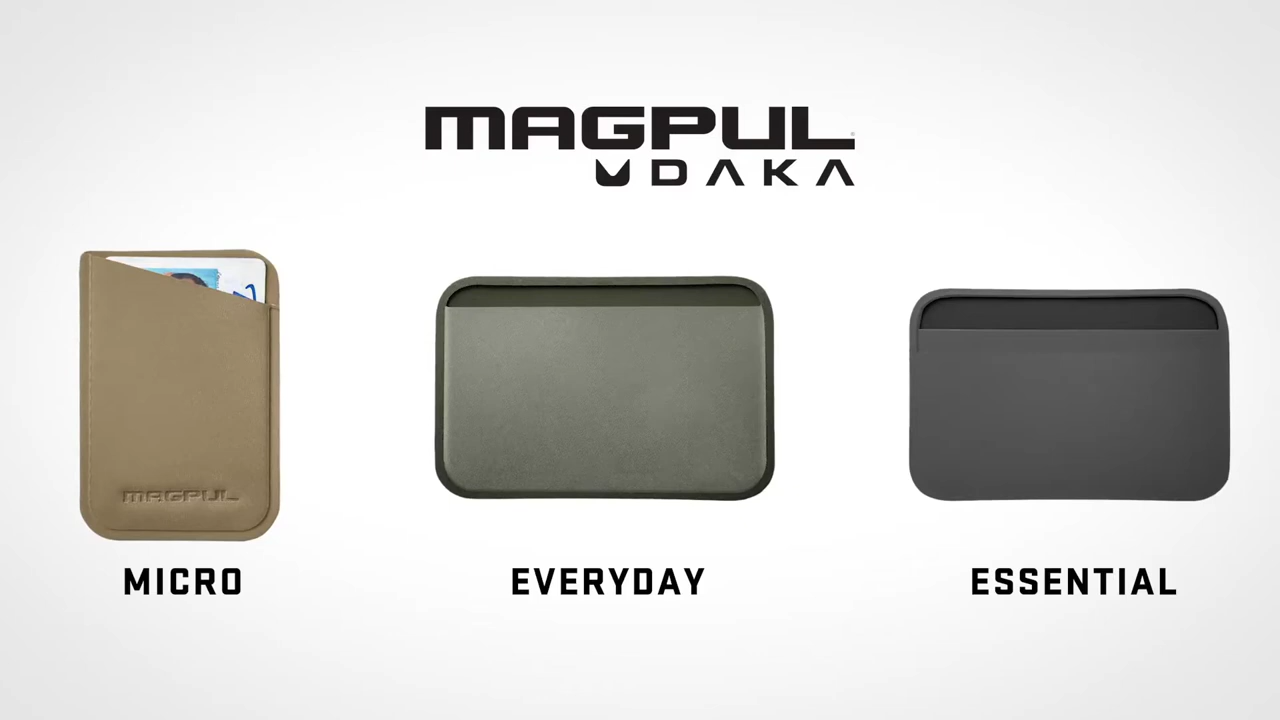 MAGPUL
DAKA
MAGPUL
MICRO
EVERYDAY
ESSENTIAL